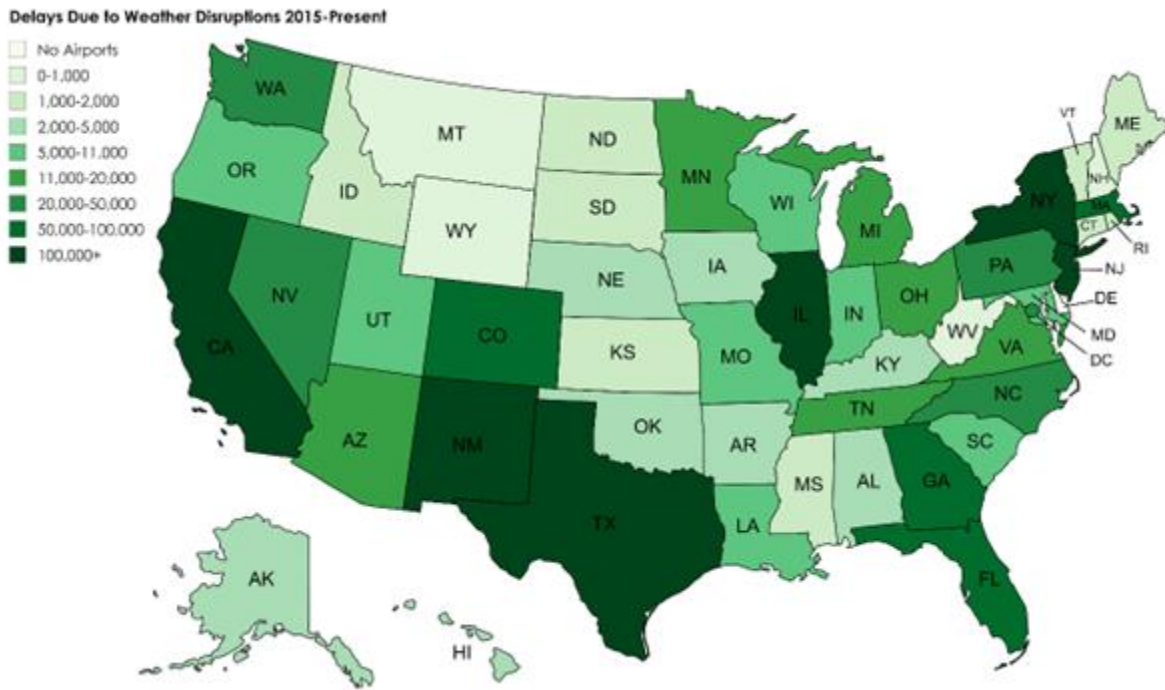 Delays Due to Weather Disruptions 2015-Present
No Airports
0-1,000
1,000-2,000
2,000-5,000
5,000-11,000
11,000-20,000
20,000-50,000
50,000-100,000
100,000+
WA
MT
ND
MN
VT
ME
OR
ID
SD
WI
MI
NH
NY
MA
WY
CT
RI
NV
UT
NE
IA
PA
NJ
CA
CO
IL
IN
OH
DE
KS
MO
WV
MD
KY
VA
DC
AZ
NM
OK
AR
TN
NC
TX
MS
AL
GA
SC
LA
FL
AK
HI